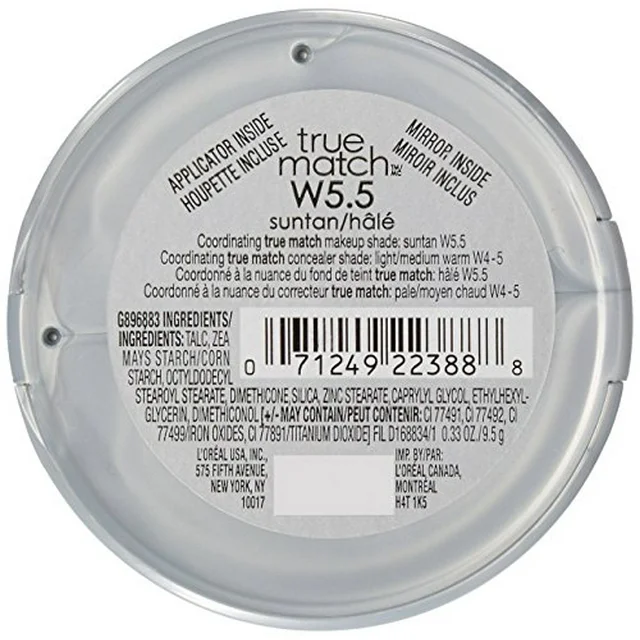 APPLICATOR INSIDE
HOUPETTE INCLUSE
true
match™
MIRROR INSIDE
MIROIR INCLUS
W5.5
suntan/hâlé
Coordinating true match makeup shade: suntan W5.5
Coordinating true match concealer shade: light/medium warm W4-5
Coordonné à la nuance du fond de teint true match: hâlé W5.5
Coordonné à la nuance du correcteur true match: pale/moyen chaud W4-5
G896883 INGREDIENTS/
INGRÉDIENTS: TALC, ZEA
MAYS STARCH/CORN
STARCH, OCTYLDODECYL
STEAROYL STEARATE, DIMETHICONE, SILICA, ZINC STEARATE, CAPRYLYL GLYCOL, ETHYLHEXYL-
GLYCERIN, DIMETHICONOL [+/- MAY CONTAIN/PEUT CONTENIR: CI 77491, CI 77492, CI
77499/IRON OXIDES, CI 77891/TITANIUM DIOXIDE] FIL D168834/1 0.33 OZ./9.5 g
0 71249 22388 8
L'ORÉAL USA, INC.,
575 FIFTH AVENUE,
NEW YORK, NY
10017
IMP. BY/PAR:
L'ORÉAL CANADA,
MONTRÉAL
H4T 1K5